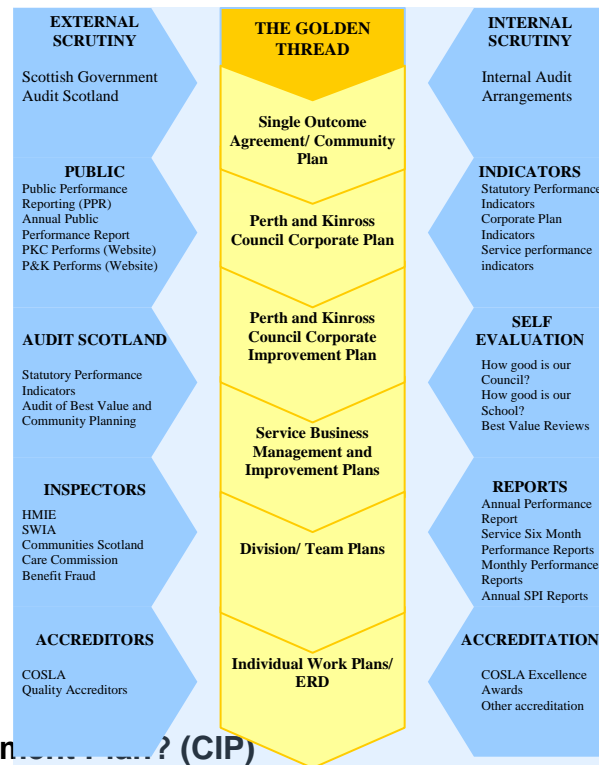 EXTERNAL
SCRUTINY
Scottish Government
Audit Scotland
PUBLIC
Public Performance
Reporting (PPR)
Annual Public
Performance Report
PKC Performs (Website)
P&K Performs (Website)
AUDIT SCOTLAND
Statutory Performance
Indicators
Audit of Best Value and
Community Planning
INSPECTORS
HMIE
SWIA
Communities Scotland
Care Commission
Benefit Fraud
ACCREDITORS
COSLA
Quality Accreditors
THE GOLDEN
THREAD
Single Outcome
Agreement/ Community
Plan
Perth and Kinross
Council Corporate Plan
Perth and Kinross
Council Corporate
Improvement Plan
Service Business
Management and
Improvement Plans
Division/ Team Plans
Individual Work Plans/
ERD
INTERNAL
SCRUTINY
Internal Audit
Arrangements
INDICATORS
Statutory Performance
Indicators
Corporate Plan
Indicators
Service performance
indicators
SELF
EVALUATION
How good is our
Council?
How good is our
School?
Best Value Reviews
REPORTS
Annual Performance
Report
Service Six Month
Performance Reports
Monthly Performance
Reports
Annual SPI Reports
ACCREDITATION
COSLA Excellence
Awards
Other accreditation
Plan? (CIP)